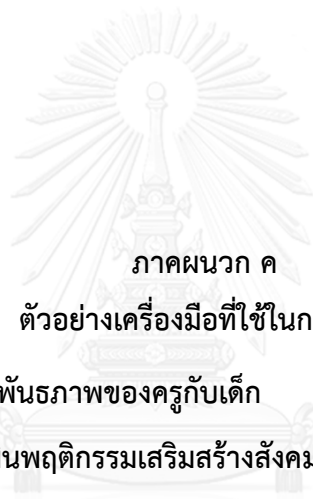 ภาคผนวก ค
ตัวอย่างเครื่องมือที่ใช้ในก
พันธภาพของครูกับเด็ก
นพฤติกรรมเสริมสร้างสังคม